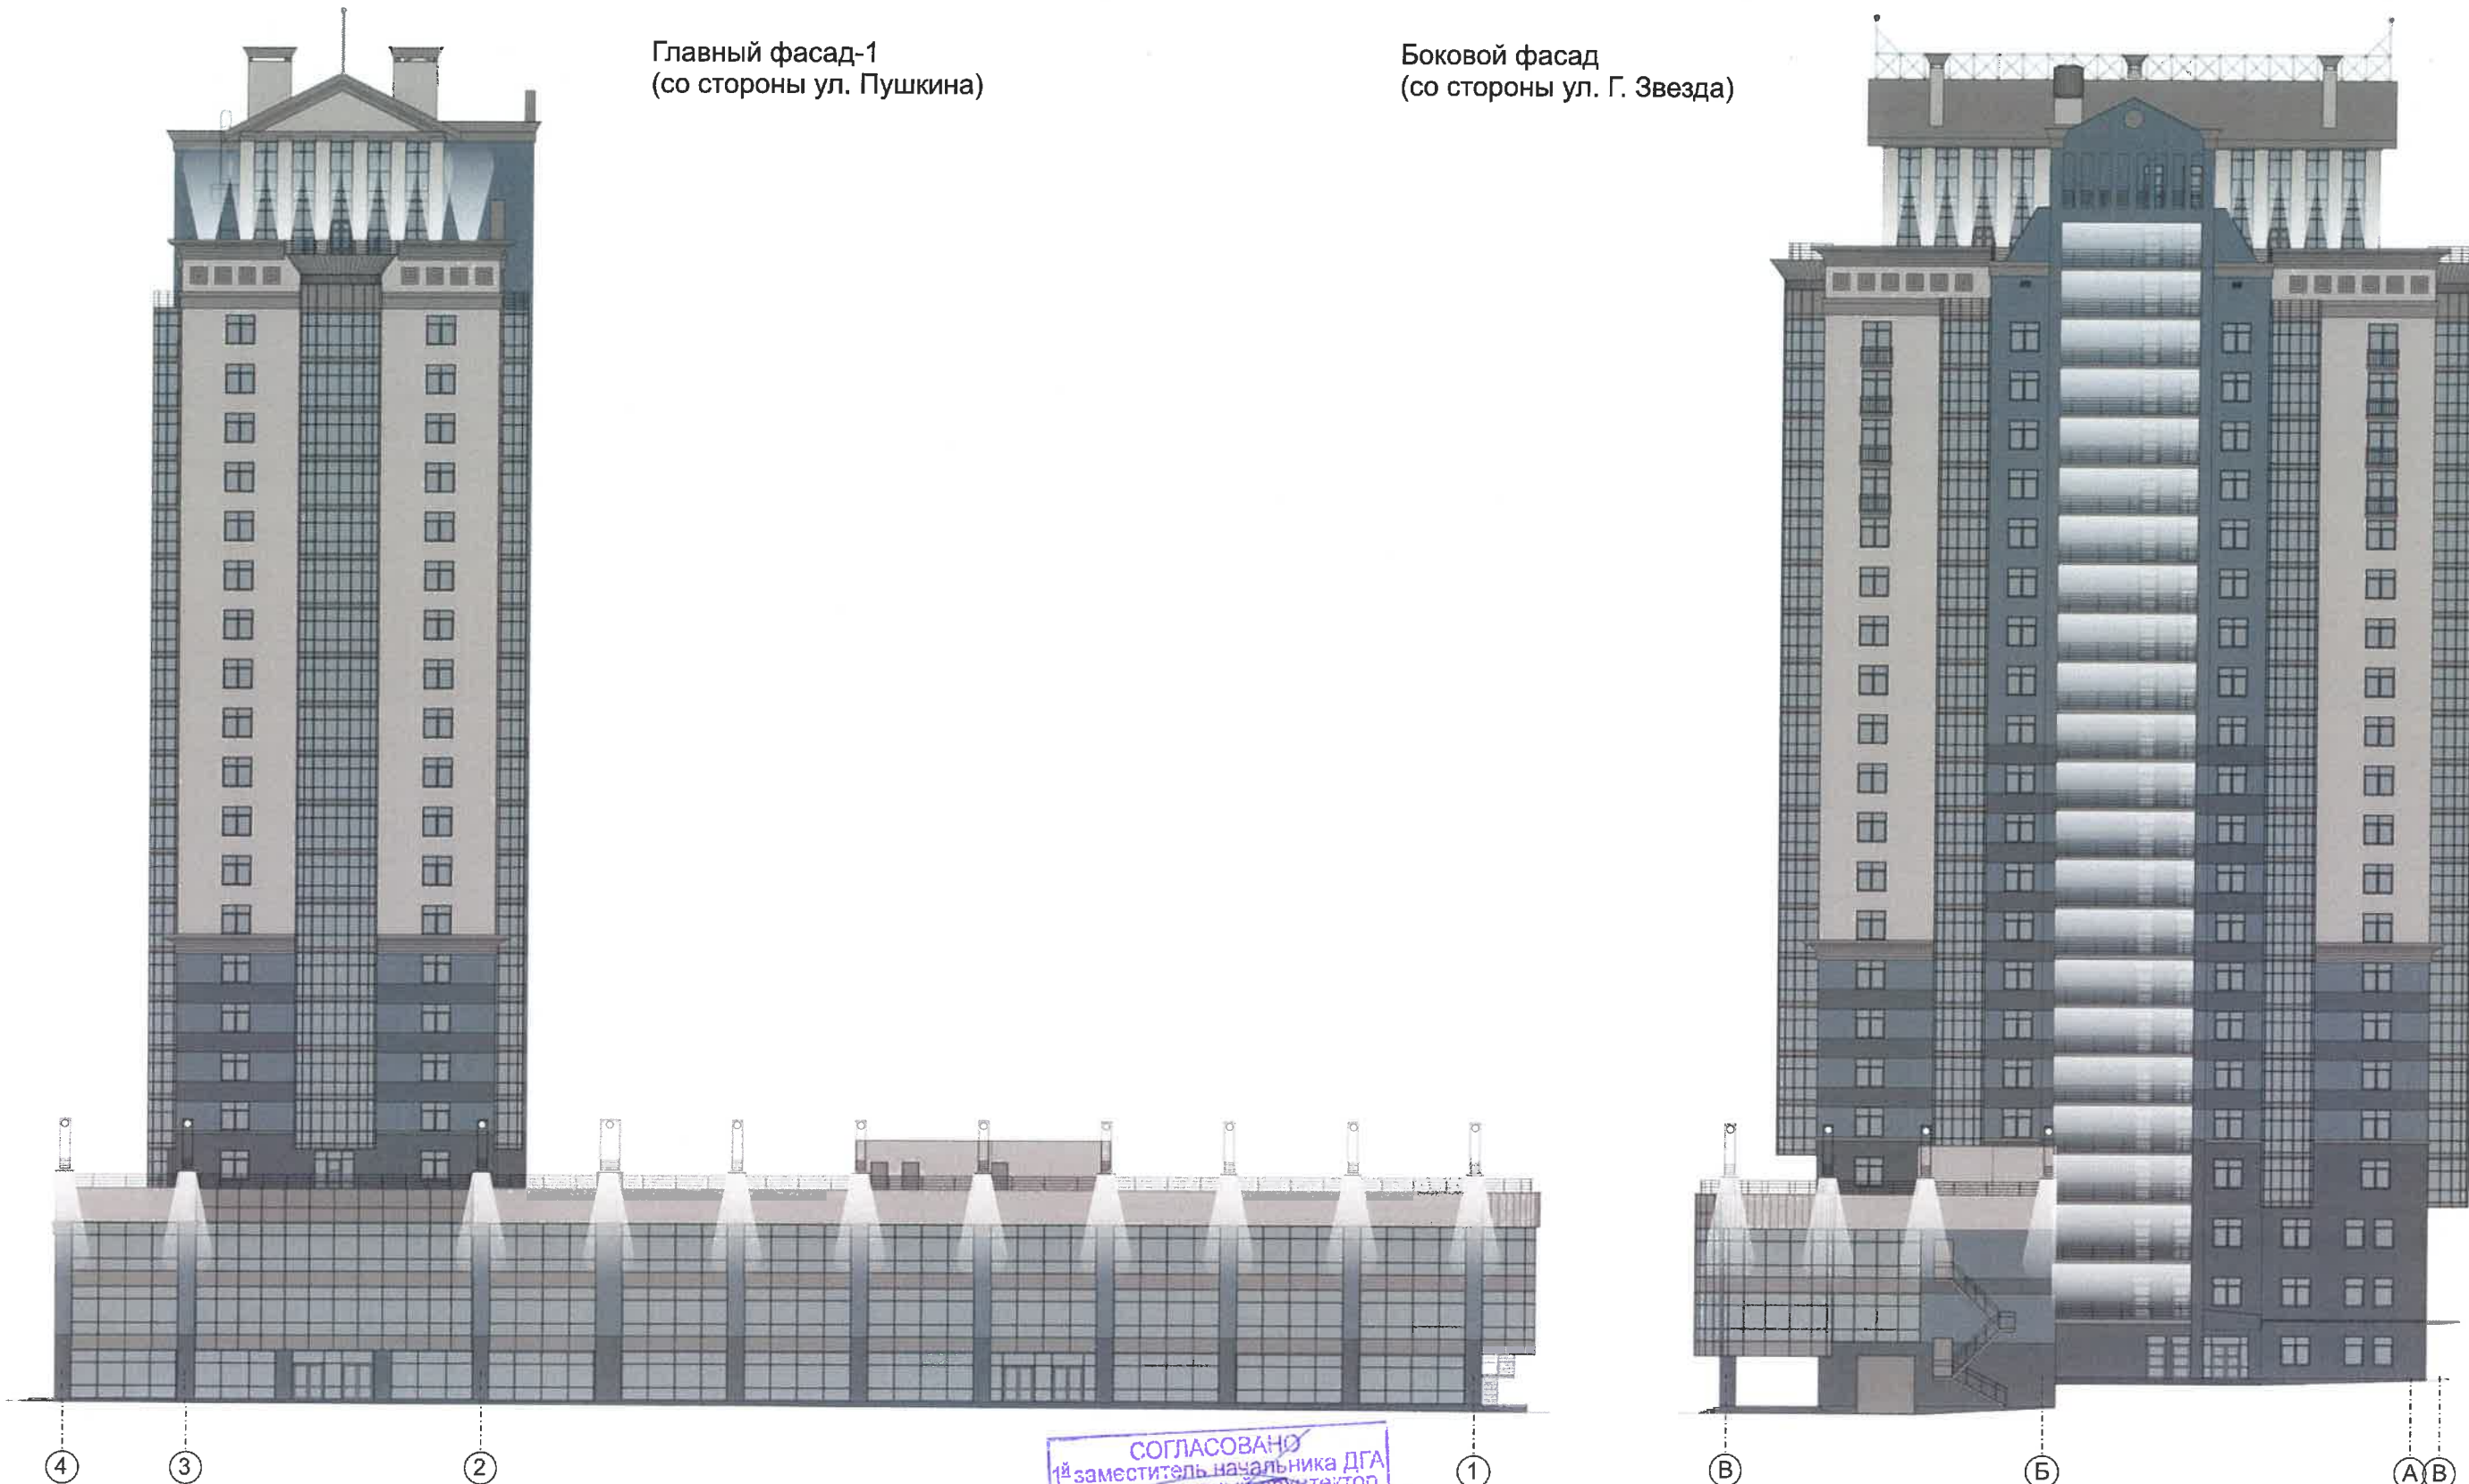 Главный фасад-1
(со стороны ул. Пушкина)
Боковой фасад
(со стороны ул. Г. Звезда)
СОГЛАСОВАНО
1й заместитель начальника ДГА
4
3
2
1
В
Б
А
В